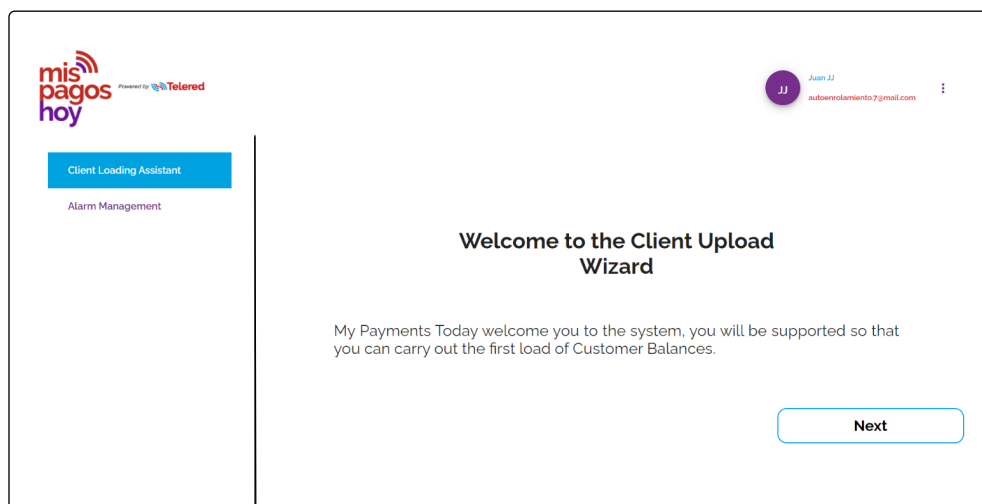 mis
pagos
hoy
Powered by Telered
JJ
Juan JJ
autoenrolamiento.7@mail.com
Client Loading Assistant
Alarm Management
Welcome to the Client Upload
Wizard
My Payments Today welcome you to the system, you will be supported so that
you can carry out the first load of Customer Balances.
Next